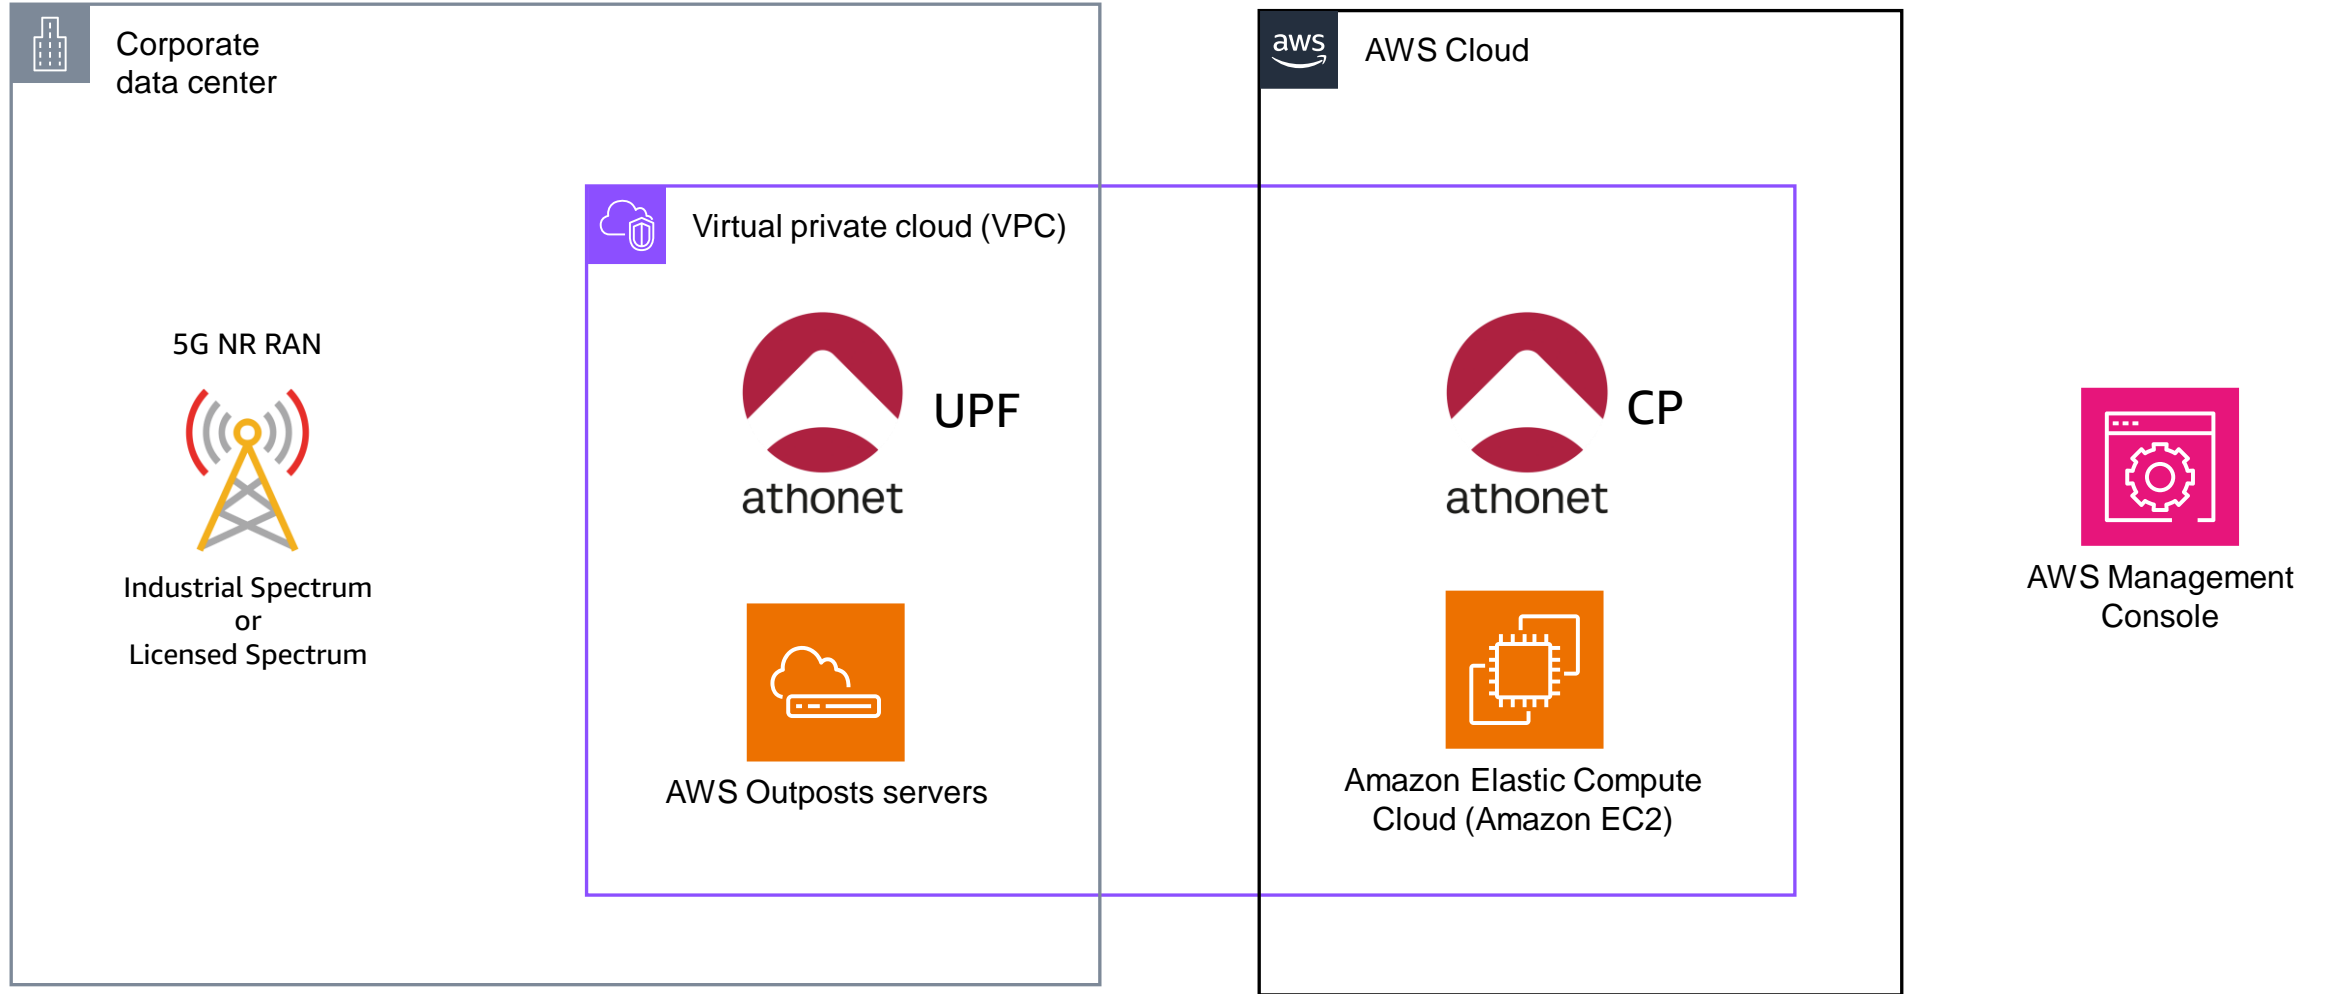 Corporate
data center
aws
AWS Cloud
Virtual private cloud (VPC)
5G NR RAN
Industrial Spectrum
or
Licensed Spectrum
UPF
athonet
AWS Outposts servers
CP
athonet
Amazon Elastic Compute
Cloud (Amazon EC2)
AWS Management
Console